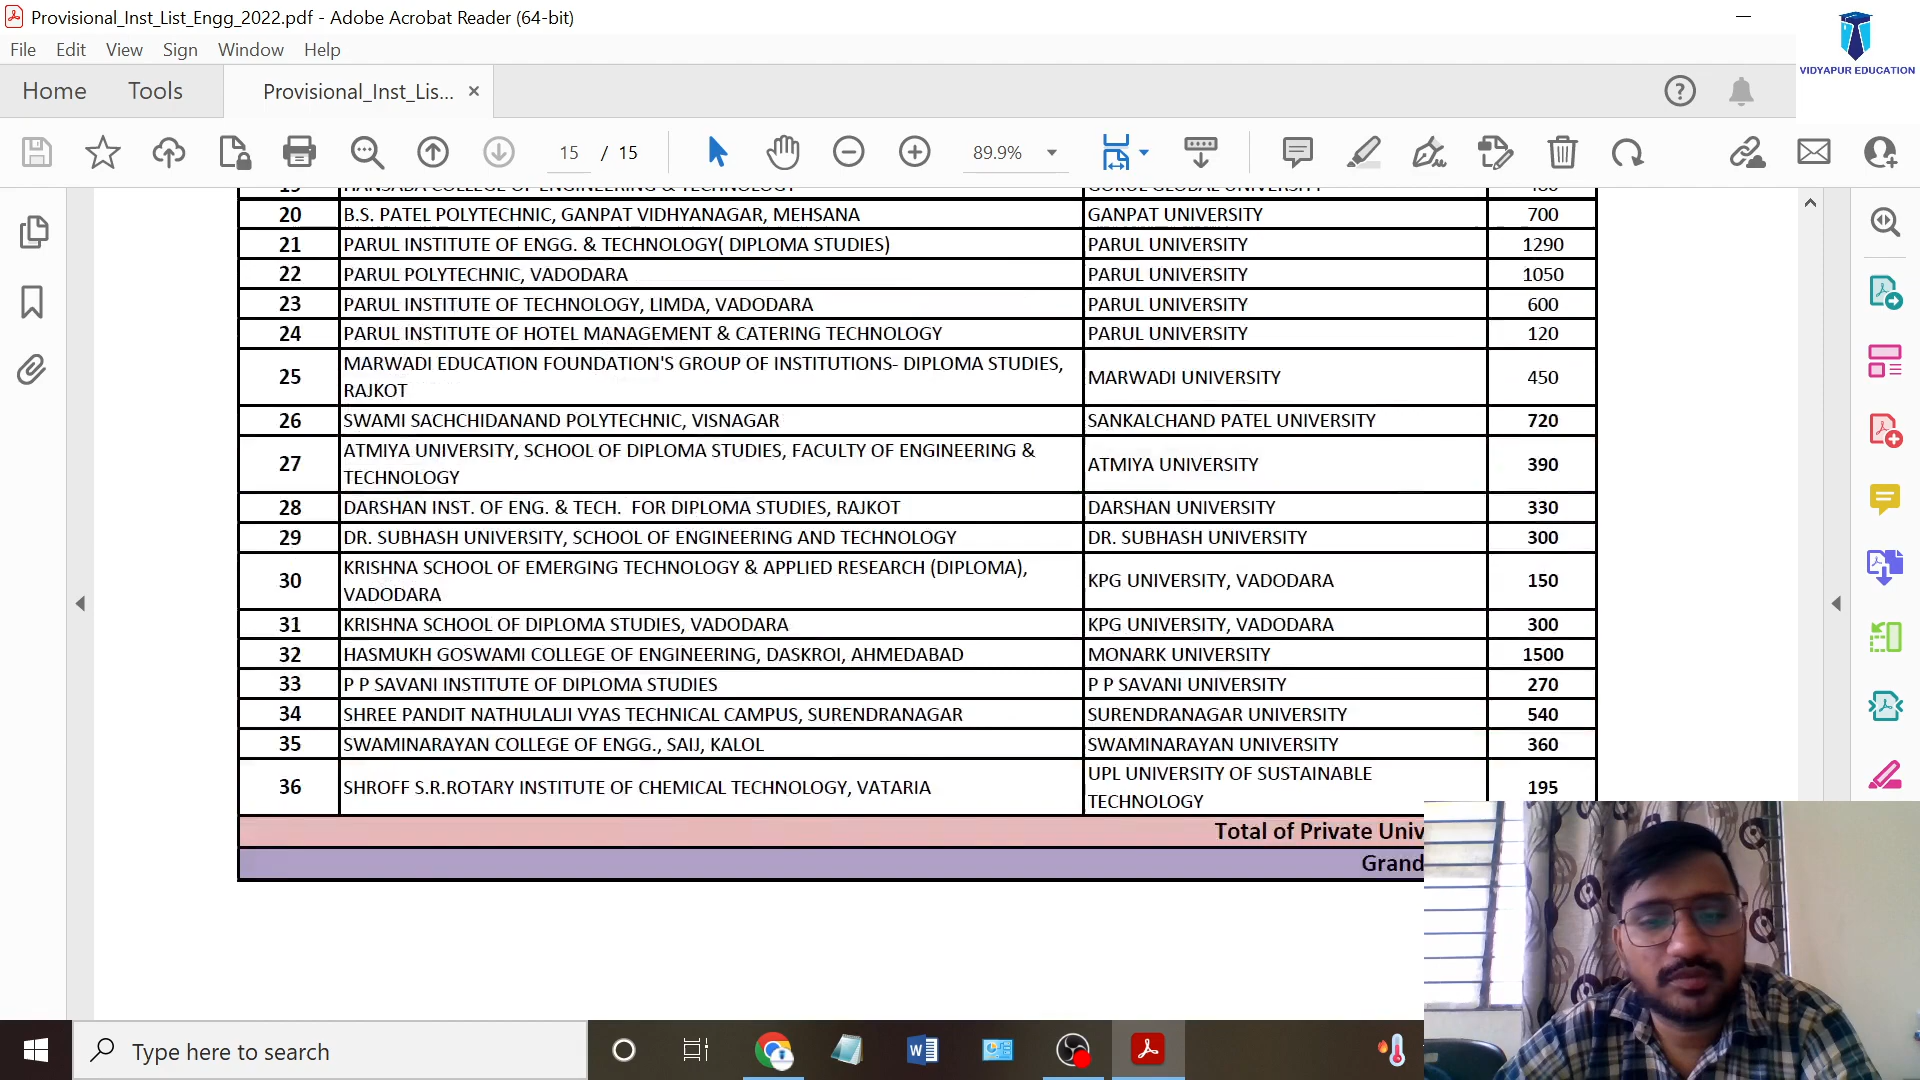 Provisional_Inst_List_Engg_2022.pdf - Adobe Acrobat Reader (64-bit)
VIDYAPUR EDUCATION
File Edit View Sign Window Help
Home Tools Provisional_Inst_Lis... ×
15 / 15 89.9%
19 HANSABA COLLEGE OF ENGINEERING & TECHNOLOGY GOKUL GLOBAL UNIVERSITY 480
20 B.S. PATEL POLYTECHNIC, GANPAT VIDHYANAGAR, MEHSANA GANPAT UNIVERSITY 700
21 PARUL INSTITUTE OF ENGG. & TECHNOLOGY( DIPLOMA STUDIES) PARUL UNIVERSITY 1290
22 PARUL POLYTECHNIC, VADODARA PARUL UNIVERSITY 1050
23 PARUL INSTITUTE OF TECHNOLOGY, LIMDA, VADODARA PARUL UNIVERSITY 600
24 PARUL INSTITUTE OF HOTEL MANAGEMENT & CATERING TECHNOLOGY PARUL UNIVERSITY 120
25 MARWADI EDUCATION FOUNDATION'S GROUP OF INSTITUTIONS- DIPLOMA STUDIES,
RAJKOT MARWADI UNIVERSITY 450
26 SWAMI SACHCHIDANAND POLYTECHNIC, VISNAGAR SANKALCHAND PATEL UNIVERSITY 720
27 ATMIYA UNIVERSITY, SCHOOL OF DIPLOMA STUDIES, FACULTY OF ENGINEERING &
TECHNOLOGY ATMIYA UNIVERSITY 390
28 DARSHAN INST. OF ENG. & TECH. FOR DIPLOMA STUDIES, RAJKOT DARSHAN UNIVERSITY 330
29 DR. SUBHASH UNIVERSITY, SCHOOL OF ENGINEERING AND TECHNOLOGY DR. SUBHASH UNIVERSITY 300
30 KRISHNA SCHOOL OF EMERGING TECHNOLOGY & APPLIED RESEARCH (DIPLOMA),
VADODARA KPG UNIVERSITY, VADODARA 150
31 KRISHNA SCHOOL OF DIPLOMA STUDIES, VADODARA KPG UNIVERSITY, VADODARA 300
32 HASMUKH GOSWAMI COLLEGE OF ENGINEERING, DASKROI, AHMEDABAD MONARK UNIVERSITY 1500
33 P P SAVANI INSTITUTE OF DIPLOMA STUDIES P P SAVANI UNIVERSITY 270
34 SHREE PANDIT NATHULALJI VYAS TECHNICAL CAMPUS, SURENDRANAGAR SURENDRANAGAR UNIVERSITY 540
35 SWAMINARAYAN COLLEGE OF ENGG., SAIJ, KALOL SWAMINARAYAN UNIVERSITY 360
36 SHROFF S.R.ROTARY INSTITUTE OF CHEMICAL TECHNOLOGY, VATARIA UPL UNIVERSITY OF SUSTAINABLE
TECHNOLOGY 195
Total of Private Univ
Grand
Type here to search